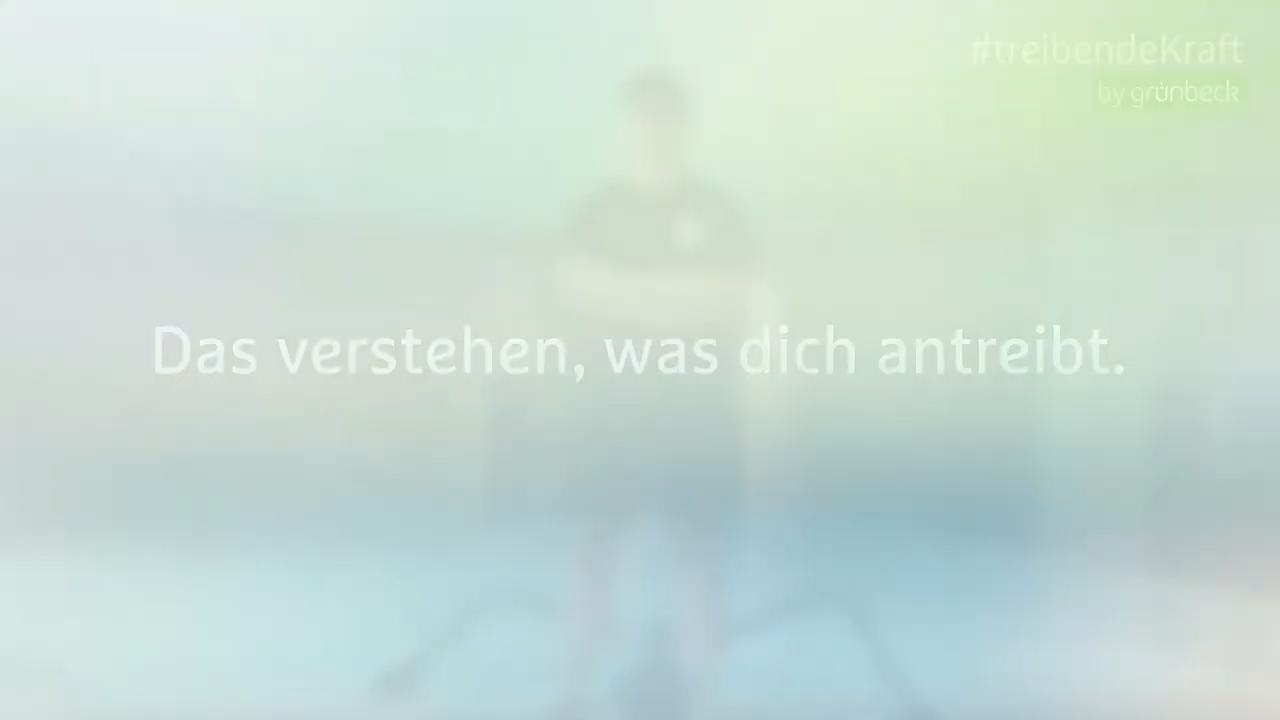 #treibendeKraft
by grünbeck
Das verstehen, was dich antreibt.